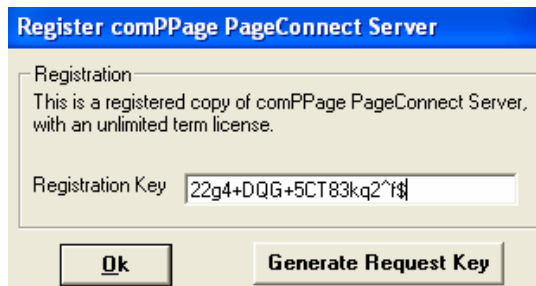 Register comPPage PageConnect Server
Registration
This is a registered copy of comPPage PageConnect Server,
with an unlimited term license.
Registration Key 22g4+DQG+5CT83kq2^f$
Ok Generate Request Key